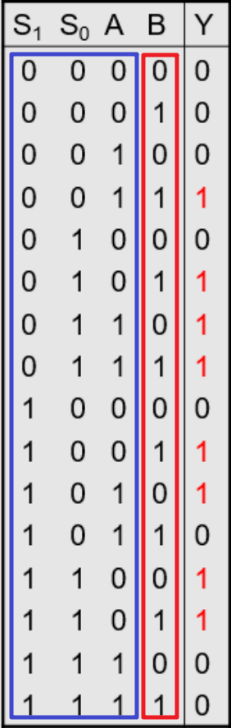 S₁ S₀ A B Y
0 0 0 0 0
0 0 0 1 0
0 0 1 0 0
0 0 1 1 1
0 1 0 0 0
0 1 0 1 1
0 1 1 0 1
0 1 1 1 1
1 0 0 0 0
1 0 0 1 1
1 0 1 0 1
1 0 1 1 0
1 1 0 0 1
1 1 0 1 1
1 1 1 0 0
1 1 1 1 0